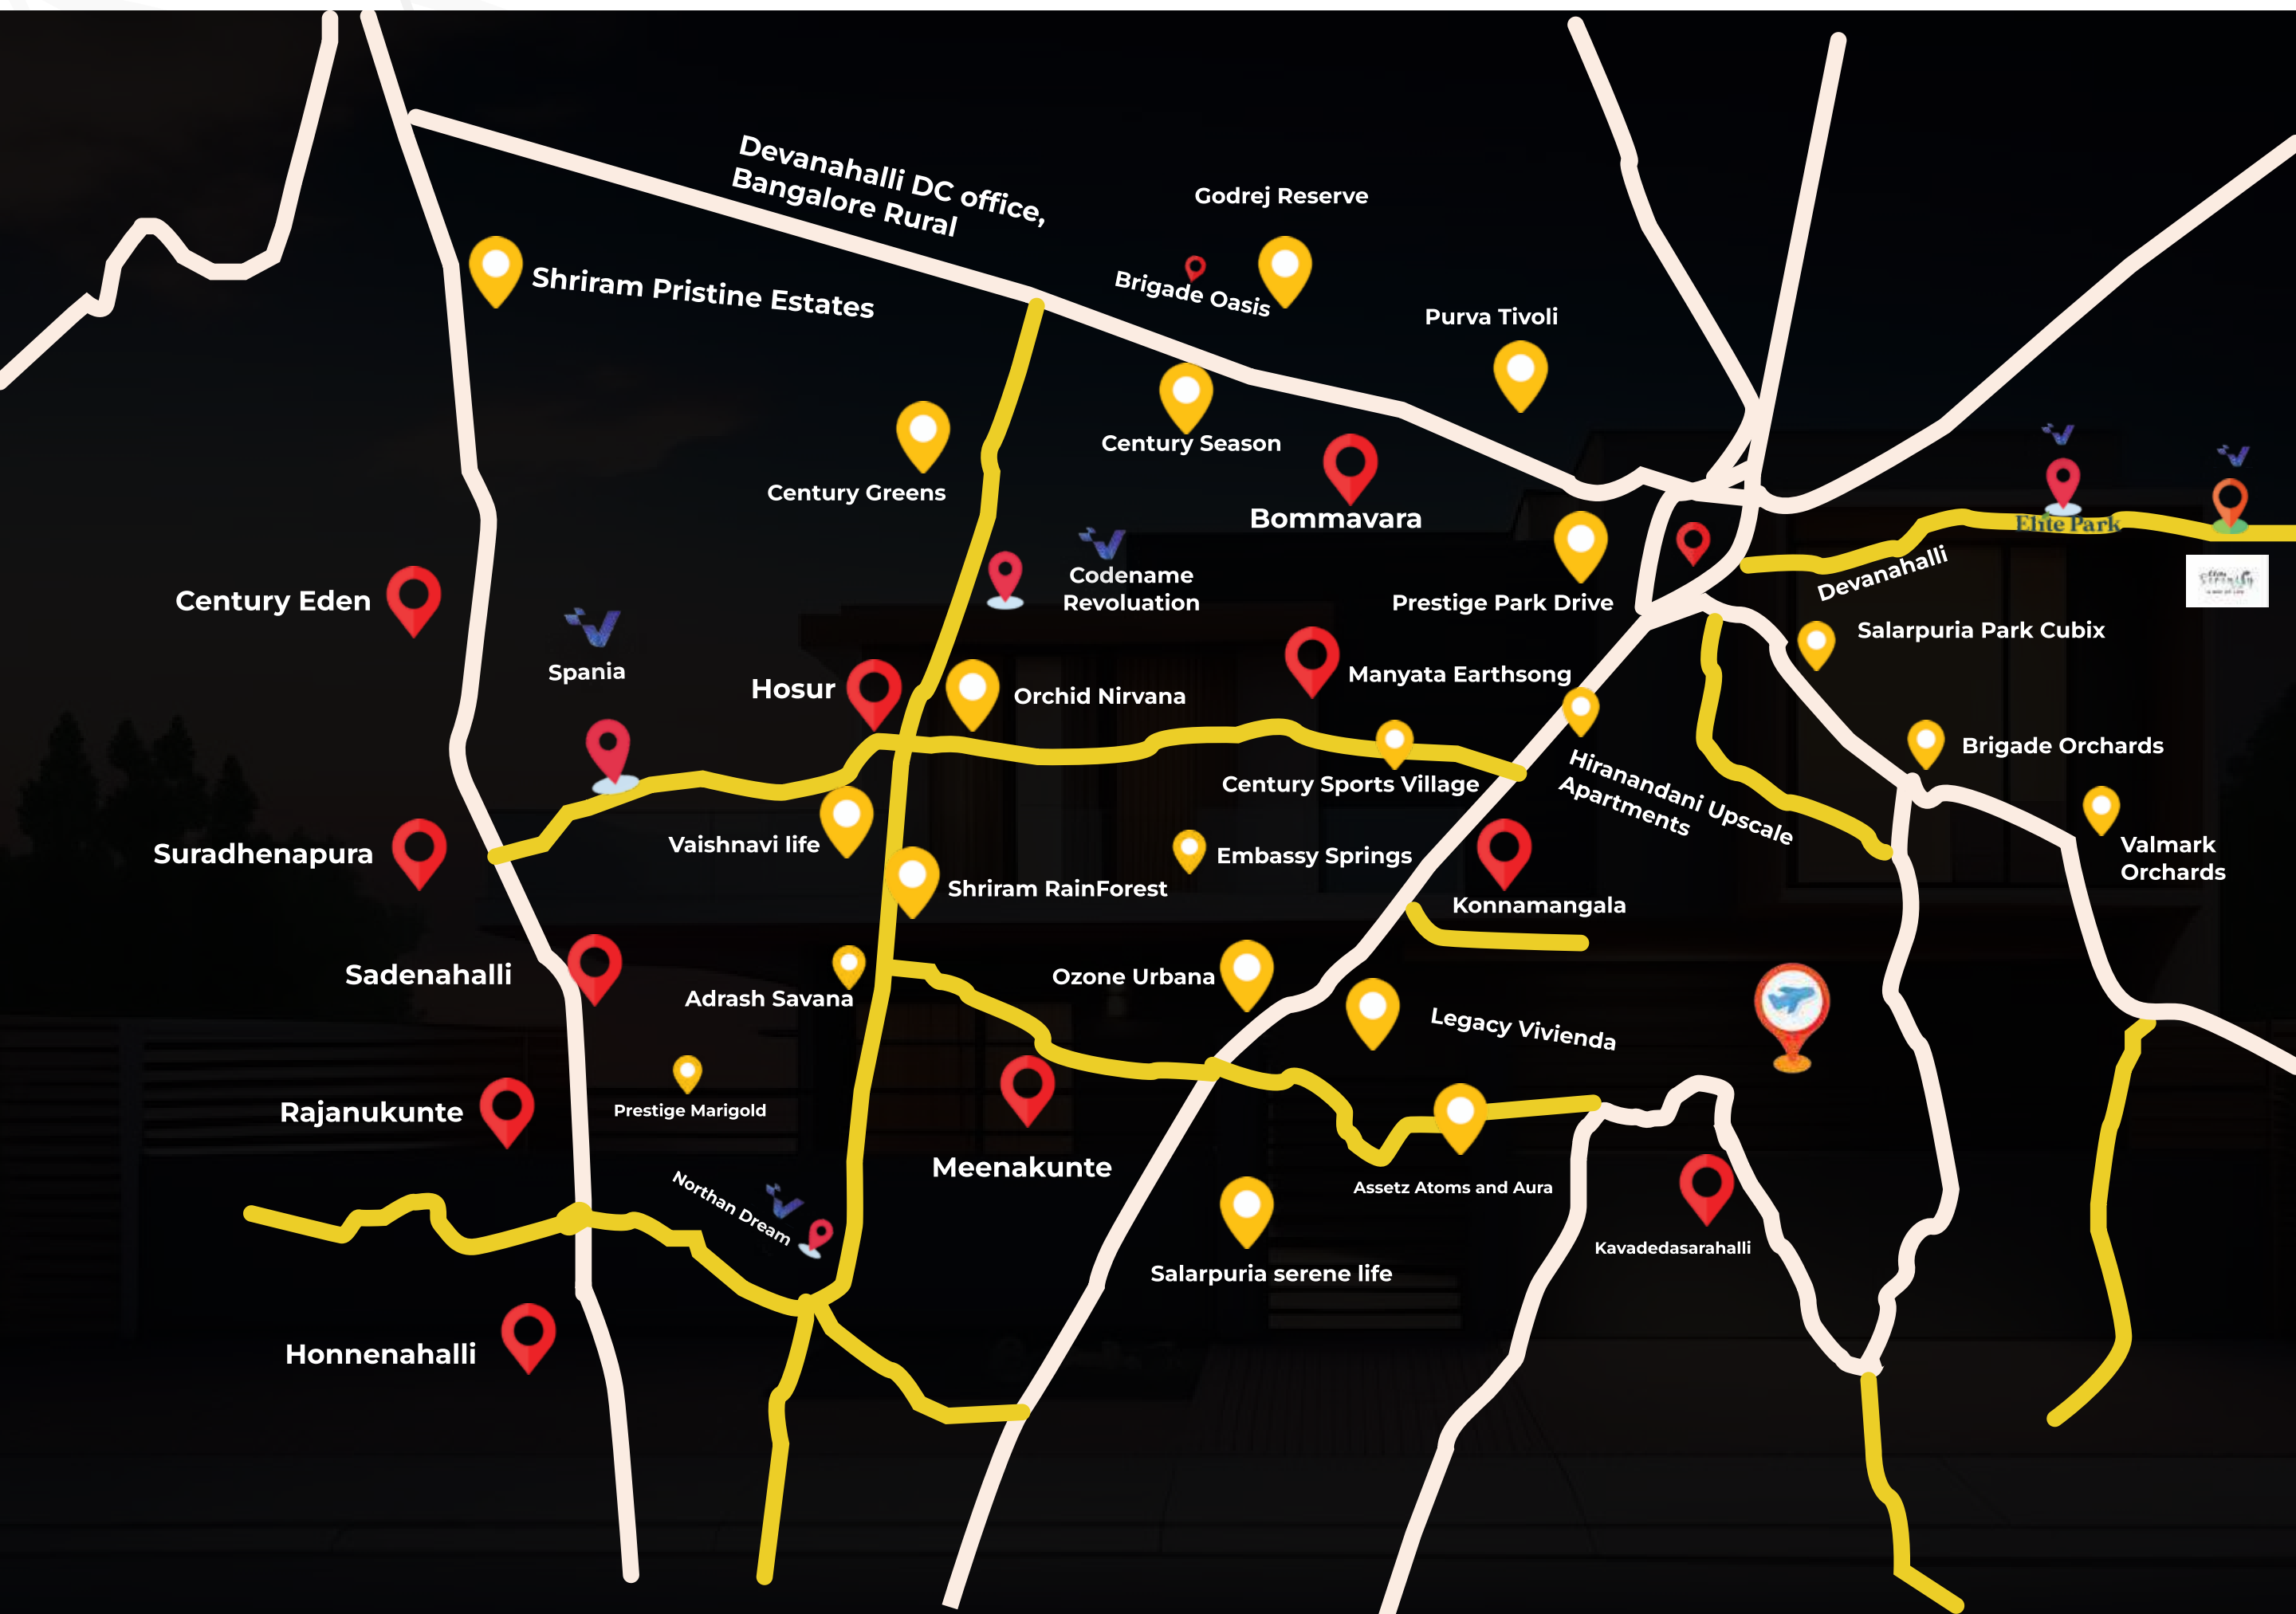 Devanahalli DC office,
Bangalore Rural
Godrej Reserve
Brigade Oasis
Shriram Pristine Estates
Purva Tivoli
Century Season
Century Greens
Bommavara
Elite Park
Devanahalli
Codename
Revoluation
Prestige Park Drive
Century Eden
Spania
Salarpuria Park Cubix
Hosur
Orchid Nirvana
Manyata Earthsong
Brigade Orchards
Century Sports Village
Hiranandani Upscale
Apartments
Vaishnavi life
Suradhenapura
Embassy Springs
Valmark
Orchards
Shriram RainForest
Konnamangala
Sadenahalli
Adrash Savana
Ozone Urbana
Legacy Vivienda
Rajanukunte
Prestige Marigold
Meenakunte
Assetz Atoms and Aura
Northan Dream
Kavadedasarahalli
Salarpuria serene life
Honnenahalli